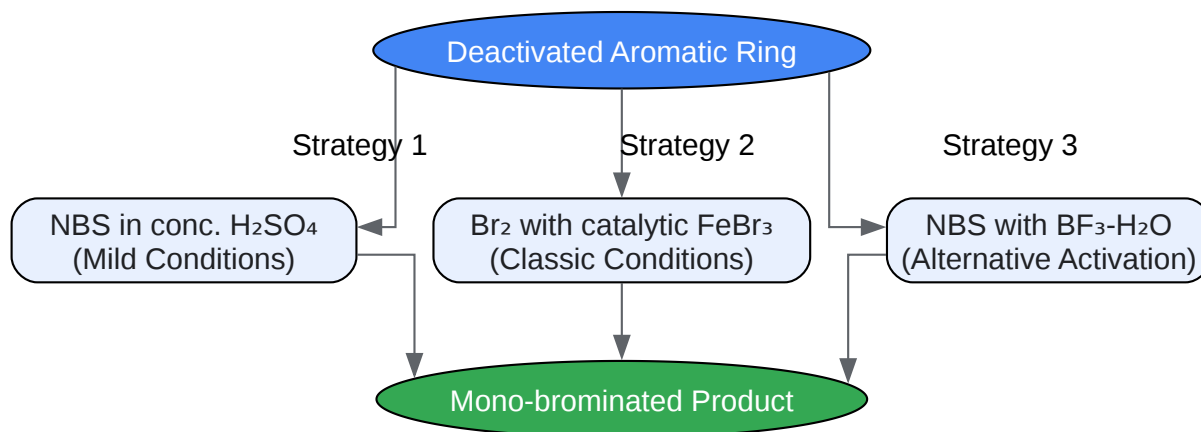 Deactivated Aromatic Ring
Strategy 1
Strategy 2
Strategy 3
NBS in conc. H₂SO₄
(Mild Conditions)
Br₂ with catalytic FeBr₃
(Classic Conditions)
NBS with BF₃-H₂O
(Alternative Activation)
Mono-brominated Product